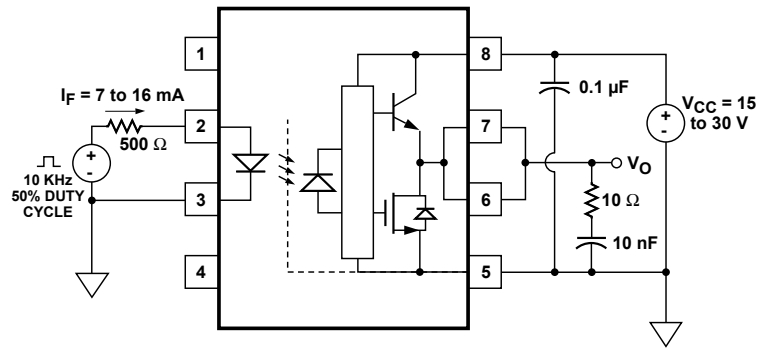 1
8
I_F = 7 to 16 mA
0.1 µF
V_CC = 15
to 30 V
+
-
2
7
500 Ω
V_O
+
-
10 KHz
50% DUTY
CYCLE
3
6
10 Ω
10 nF
4
5